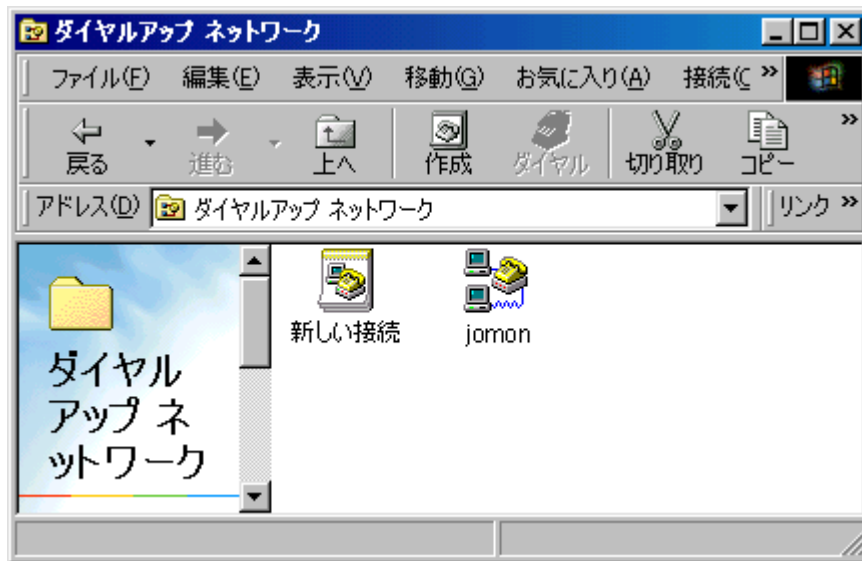 ダイヤルアップ ネットワーク
ファイル(F) 編集(E) 表示(V) 移動(G) お気に入り(A) 接続(C »
戻る 進む 上へ 作成 ダイヤル 切り取り コピー »
アドレス(D) ダイヤルアップ ネットワーク リンク »
ダイヤル
アップ ネ
ットワーク
新しい接続 jomon